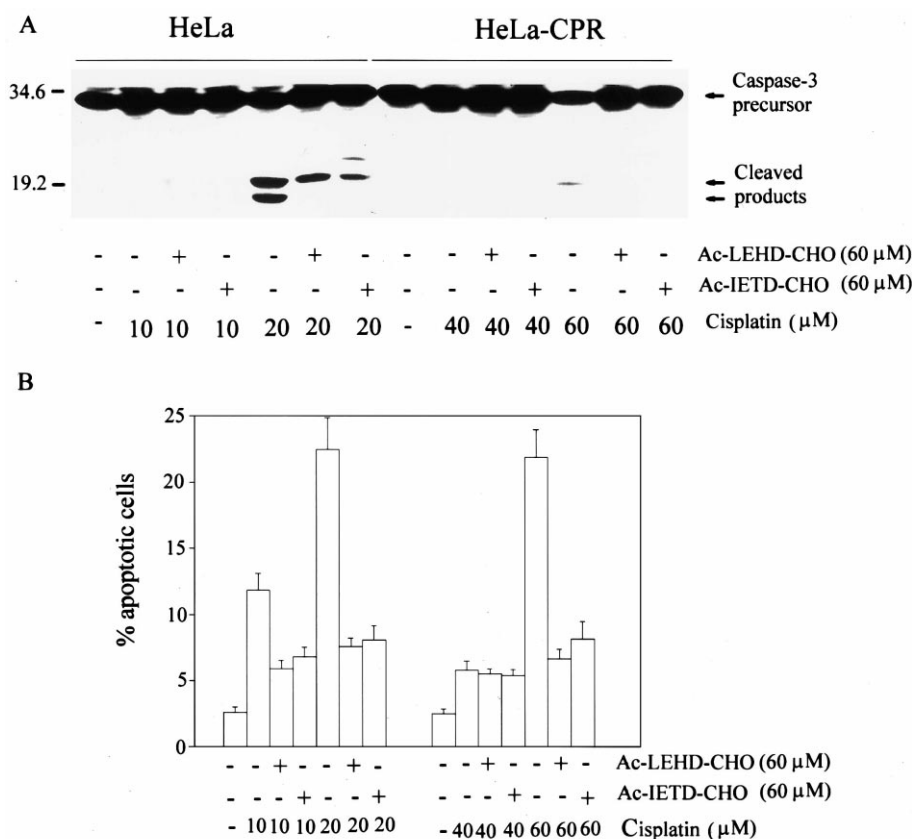 A
HeLa HeLa-CPR
34.6 Caspase-3
precursor
19.2 Cleaved
products
- - + - - + - - - + - - + - Ac-LEHD-CHO (60 µM)
- - - + - - + - - - + - - + Ac-IETD-CHO (60 µM)
- 10 10 10 20 20 20 - 40 40 40 60 60 60 Cisplatin (µM)
B
% apoptotic cells
25
20
15
10
5
0
- - + - - + - - - + - - + - Ac-LEHD-CHO (60 µM)
- - - + - - + - - - + - - + Ac-IETD-CHO (60 µM)
- 10 10 10 20 20 20 - 40 40 40 60 60 60 Cisplatin (µM)